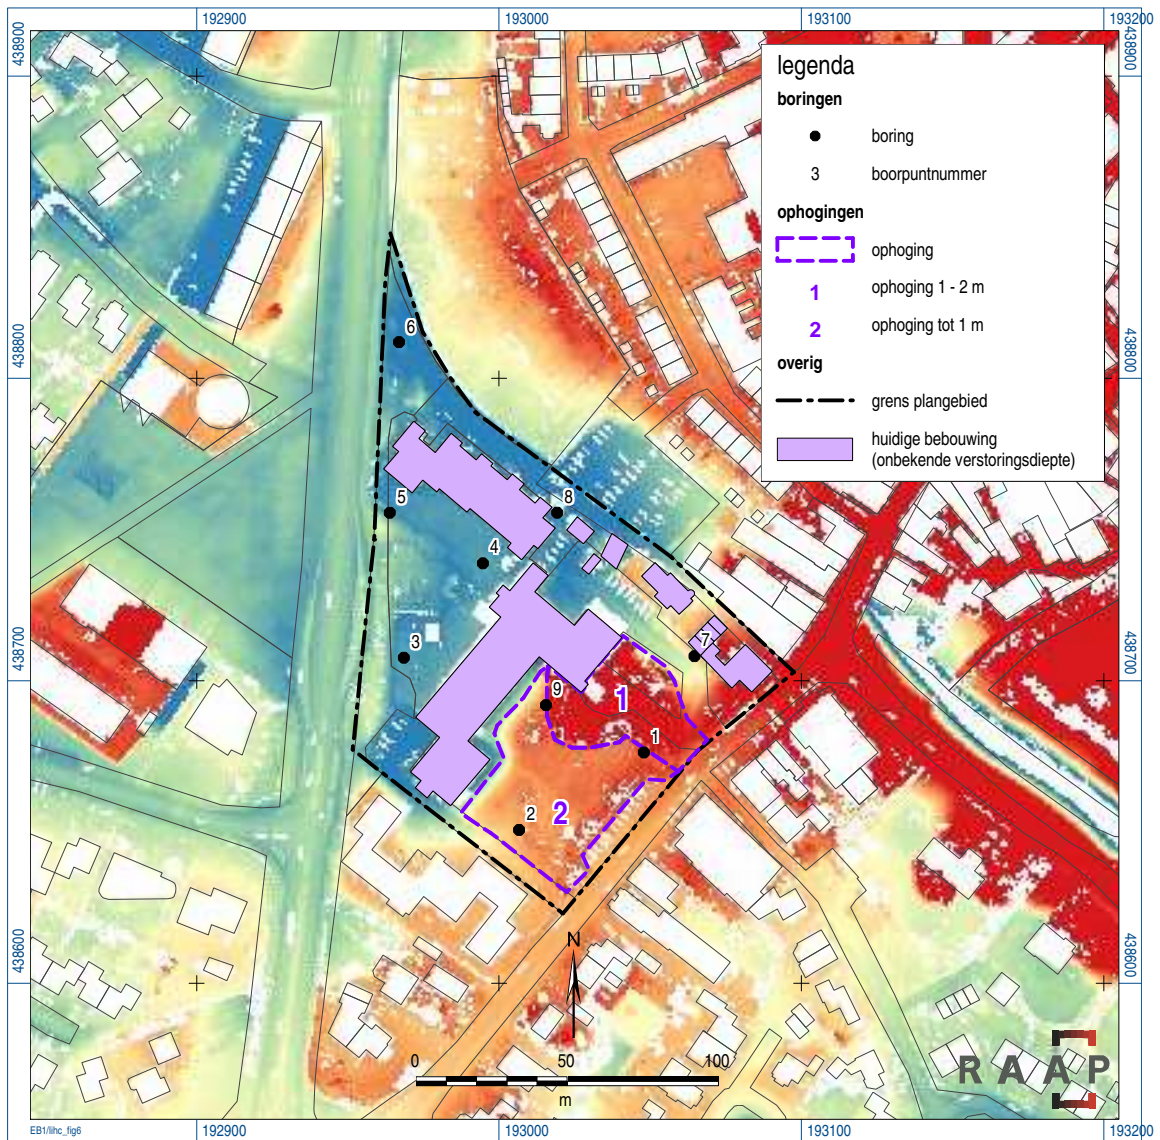 192900
193000
193100
193200
438900
438900
legenda
boringen
boring
3
boorpuntnummer
ophogingen
ophoging
1
ophoging 1 - 2 m
2
ophoging tot 1 m
overig
grens plangebied
huidige bebouwing
(onbekende verstoringsdiepte)
438800
438800
6
5
8
4
3
7
9
1
1
2
2
438700
438700
438600
438600
N
0
50
100
m
RAAP
EB1/lihc_fig6
192900
193000
193100
193200